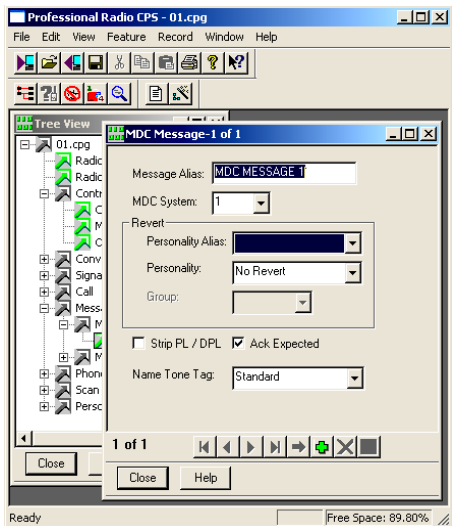 Professional Radio CPS - 01.cpg
File Edit View Feature Record Window Help
Tree View
01.cpg
Radic
Radic
Contr
C
M
C
Conv
Signa
Call
Mess
M
M
Phon
Scan
Perso
Close
MDC Message-1 of 1
Message Alias: MDC MESSAGE 1
MDC System: 1
Revert
Personality Alias:
Personality: No Revert
Group:
Strip PL / DPL Ack Expected
Name Tone Tag: Standard
1 of 1
Close Help
Ready Free Space: 89.80%